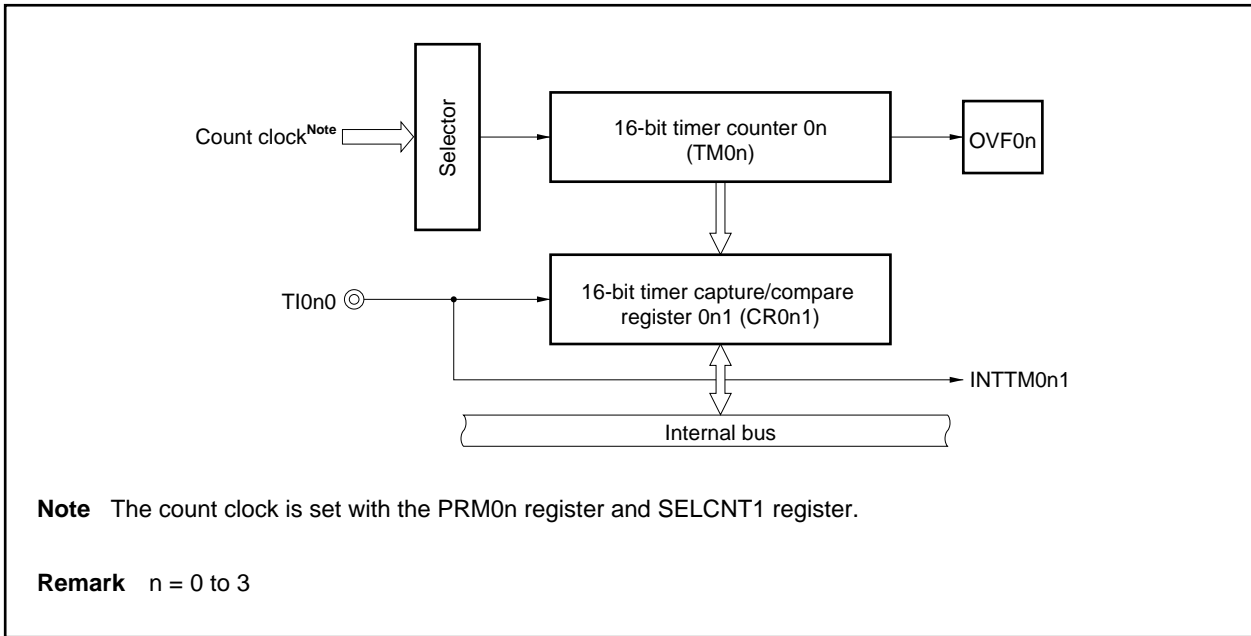 Count clockNote
Selector
16-bit timer counter 0n
(TM0n)
OVF0n
TI0n0
16-bit timer capture/compare
register 0n1 (CR0n1)
INTTM0n1
Internal bus
Note The count clock is set with the PRM0n register and SELCNT1 register.
Remark n = 0 to 3